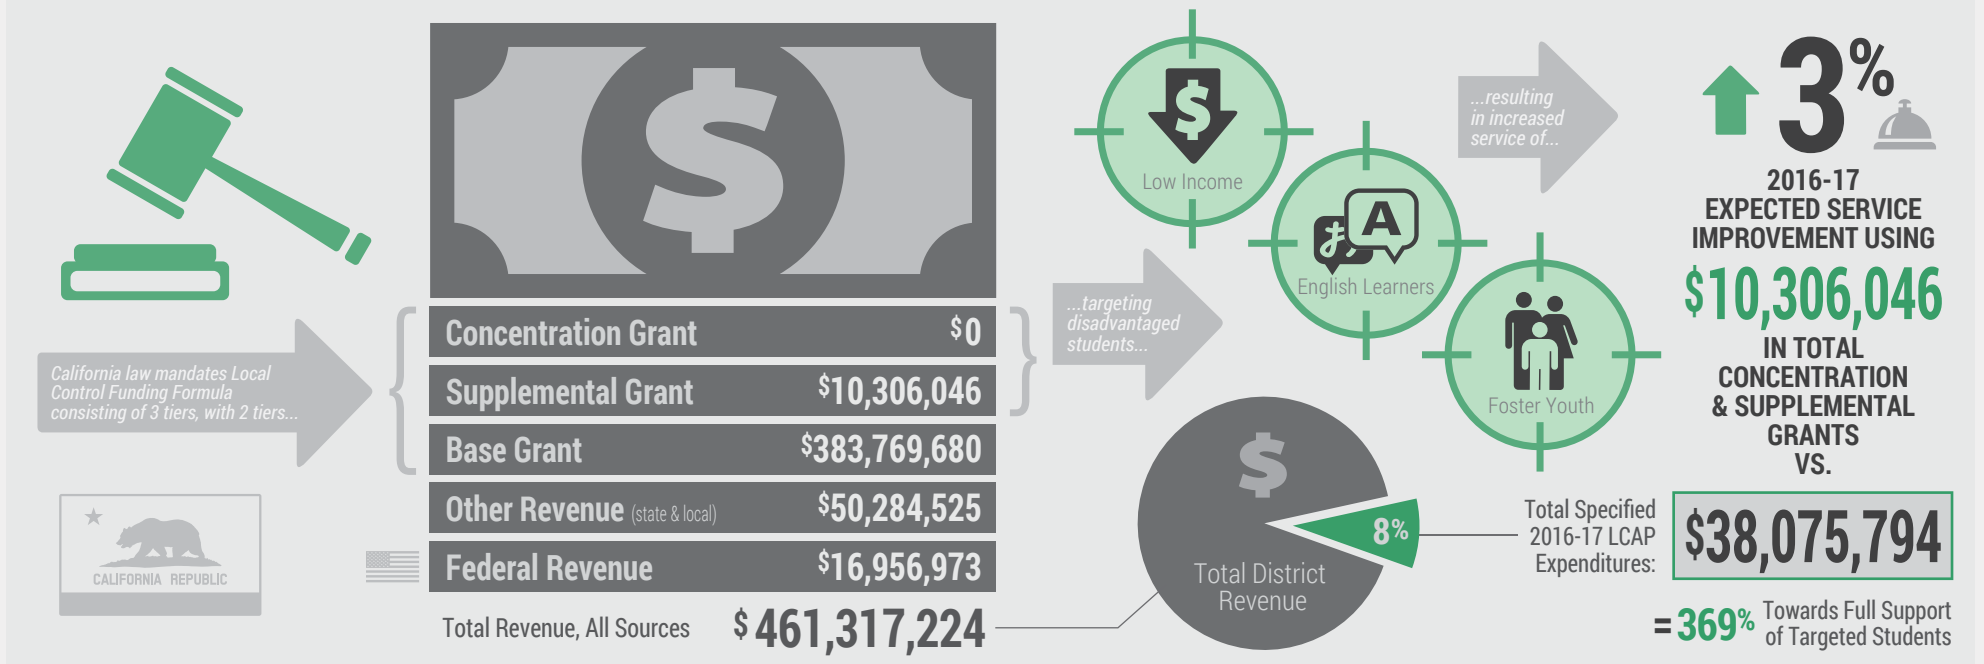 California law mandates Local
Control Funding Formula
consisting of 3 tiers, with 2 tiers...
CALIFORNIA REPUBLIC
$
Concentration Grant $0
Supplemental Grant $10,306,046
Base Grant $383,769,680
Other Revenue (state & local) $50,284,525
Federal Revenue $16,956,973
Total Revenue, All Sources $461,317,224
...targeting
disadvantaged
students...
$
Low Income
あ A
English Learners
Foster Youth
$
8%
Total District
Revenue
...resulting
in increased
service of...
3%
2016-17
EXPECTED SERVICE
IMPROVEMENT USING
$10,306,046
IN TOTAL
CONCENTRATION
& SUPPLEMENTAL
GRANTS
VS.
Total Specified
2016-17 LCAP
Expenditures:
$38,075,794
=369% Towards Full Support
of Targeted Students